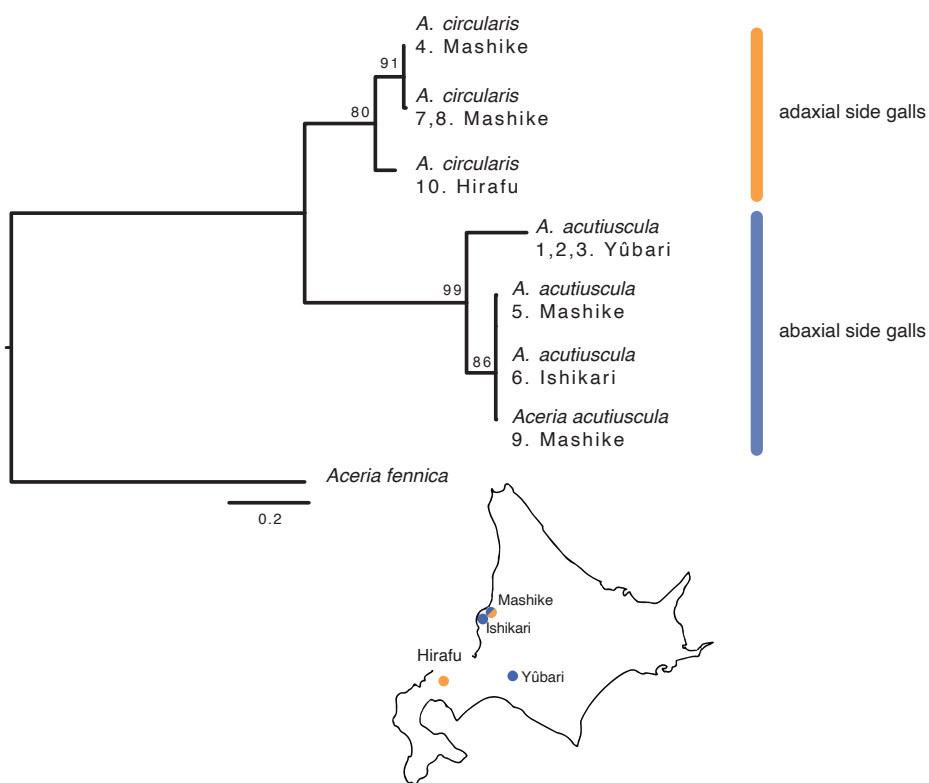 A. circularis
4. Mashike
91
A. circularis
7,8. Mashike
80
A. circularis
10. Hirafu
adaxial side galls
A. acutiuscula
1,2,3. Yûbari
99
A. acutiuscula
5. Mashike
A. acutiuscula
6. Ishikari
86
Aceria acutiuscula
9. Mashike
abaxial side galls
Aceria fennica
0.2
Mashike
Ishikari
Hirafu
Yûbari